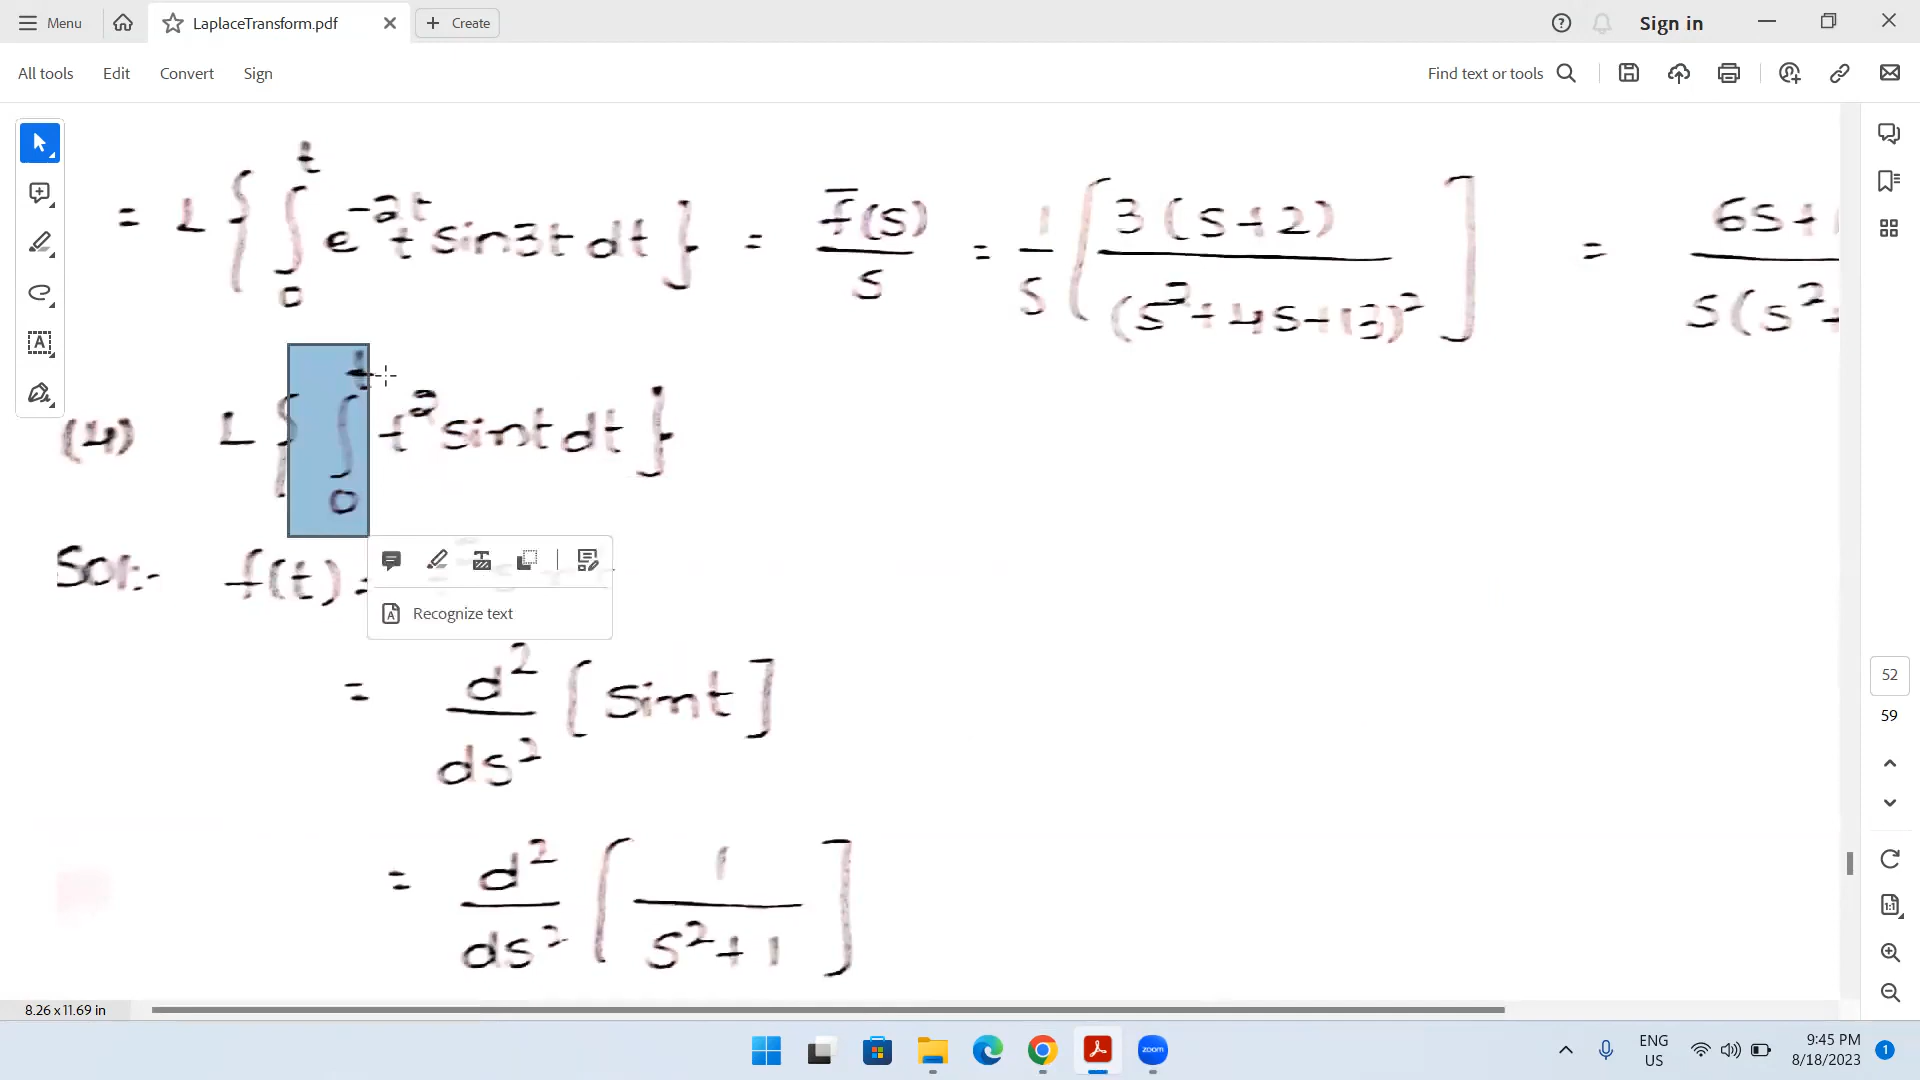 Menu LaplaceTransform.pdf Create Sign in
All tools Edit Convert Sign Find text or tools
= L { ∫₀ᵗ e^{-2t} t sin3t dt } = f̄(s)/s = 1/s [ 3(s+2) / (s²+4s+13)² ] = 6s+1 / s(s²+
(4) L { ∫₀ᵗ t² sint dt }
Sol:- f(t) =
Recognize text
= d²/ds² [ sint ]
= d²/ds² [ 1 / s²+1 ]
52
59
8.26 x 11.69 in
zoom
ENG
US
9:45 PM
8/18/2023
1